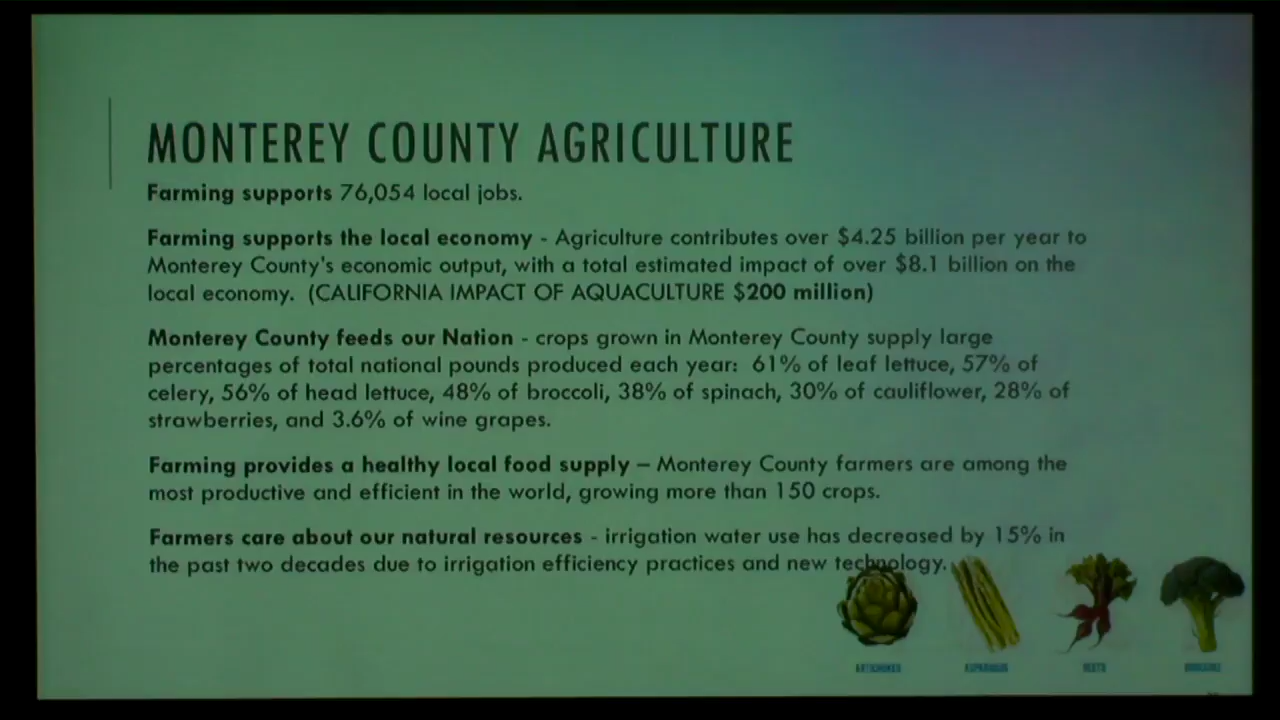 MONTEREY COUNTY AGRICULTURE
Farming supports 76,054 local jobs.
Farming supports the local economy - Agriculture contributes over $4.25 billion per year to
Monterey County's economic output, with a total estimated impact of over $8.1 billion on the
local economy. (CALIFORNIA IMPACT OF AQUACULTURE $200 million)
Monterey County feeds our Nation - crops grown in Monterey County supply large
percentages of total national pounds produced each year: 61% of leaf lettuce, 57% of
celery, 56% of head lettuce, 48% of broccoli, 38% of spinach, 30% of cauliflower, 28% of
strawberries, and 3.6% of wine grapes.
Farming provides a healthy local food supply – Monterey County farmers are among the
most productive and efficient in the world, growing more than 150 crops.
Farmers care about our natural resources - irrigation water use has decreased by 15% in
the past two decades due to irrigation efficiency practices and new technology.
ARTICHOKES ASPARAGUS BEETS